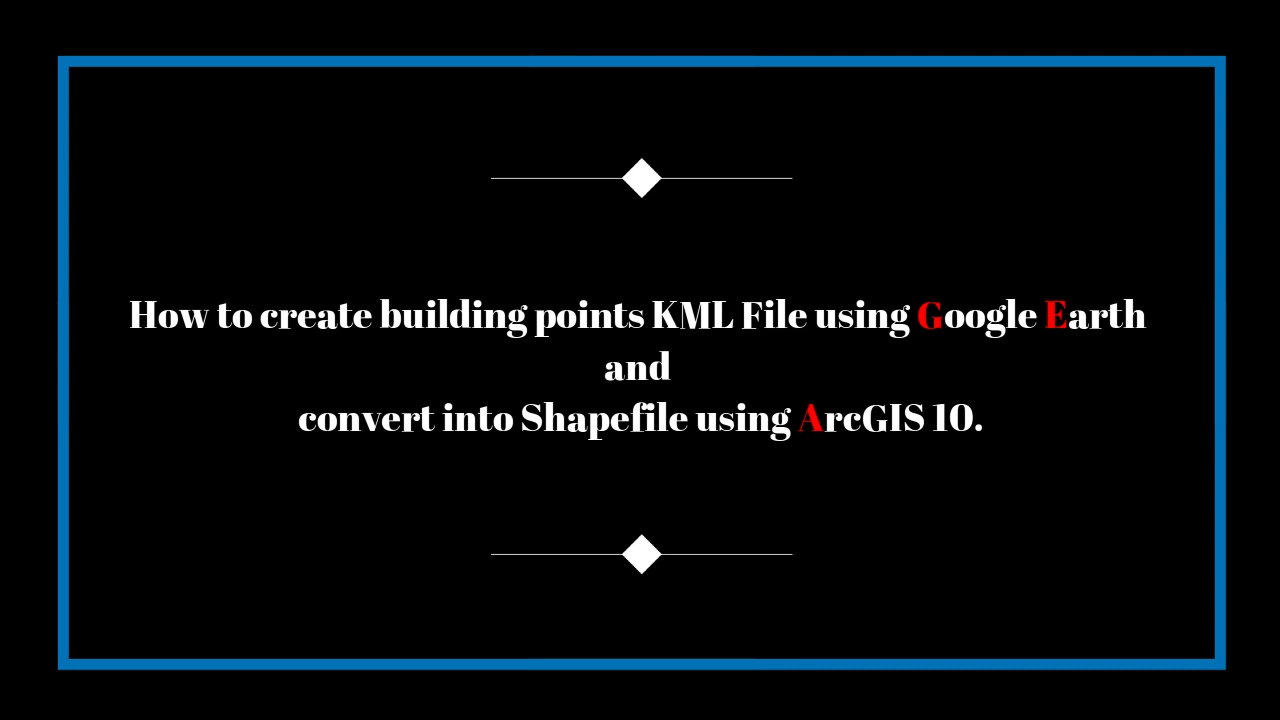 How to create building points KML File using Google Earth
and
convert into Shapefile using ArcGIS 10.